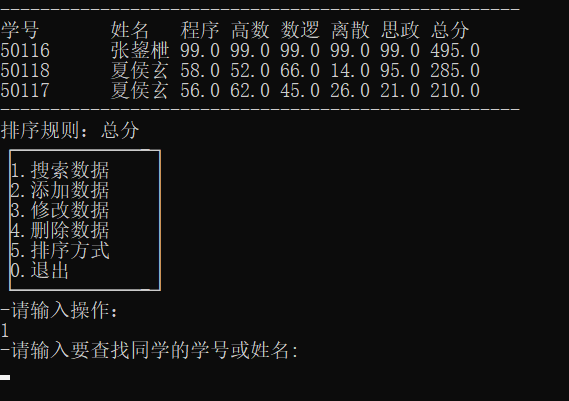 学号 姓名 程序 高数 数逻 离散 思政 总分
50116 张鋆枻 99.0 99.0 99.0 99.0 99.0 495.0
50118 夏侯玄 58.0 52.0 66.0 14.0 95.0 285.0
50117 夏侯玄 56.0 62.0 45.0 26.0 21.0 210.0
排序规则：总分
1.搜索数据
2.添加数据
3.修改数据
4.删除数据
5.排序方式
0.退出
-请输入操作：
1
-请输入要查找同学的学号或姓名: